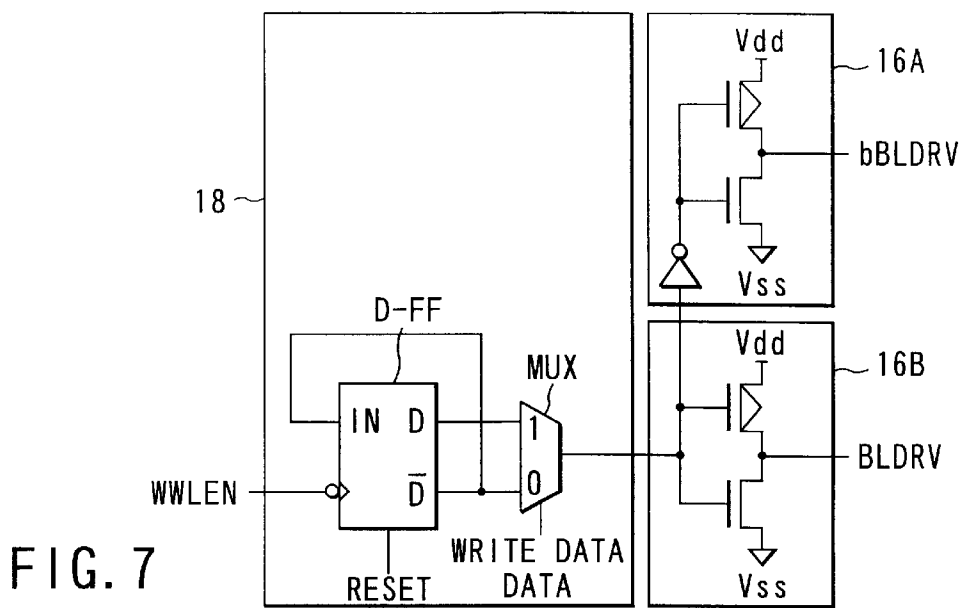 Vdd
16A
bBLDRV
18
Vss
D-FF
Vdd
16B
MUX
IN D
1
BLDRV
WWLEN
D̅
0
WRITE DATA
DATA
RESET
Vss
FIG. 7